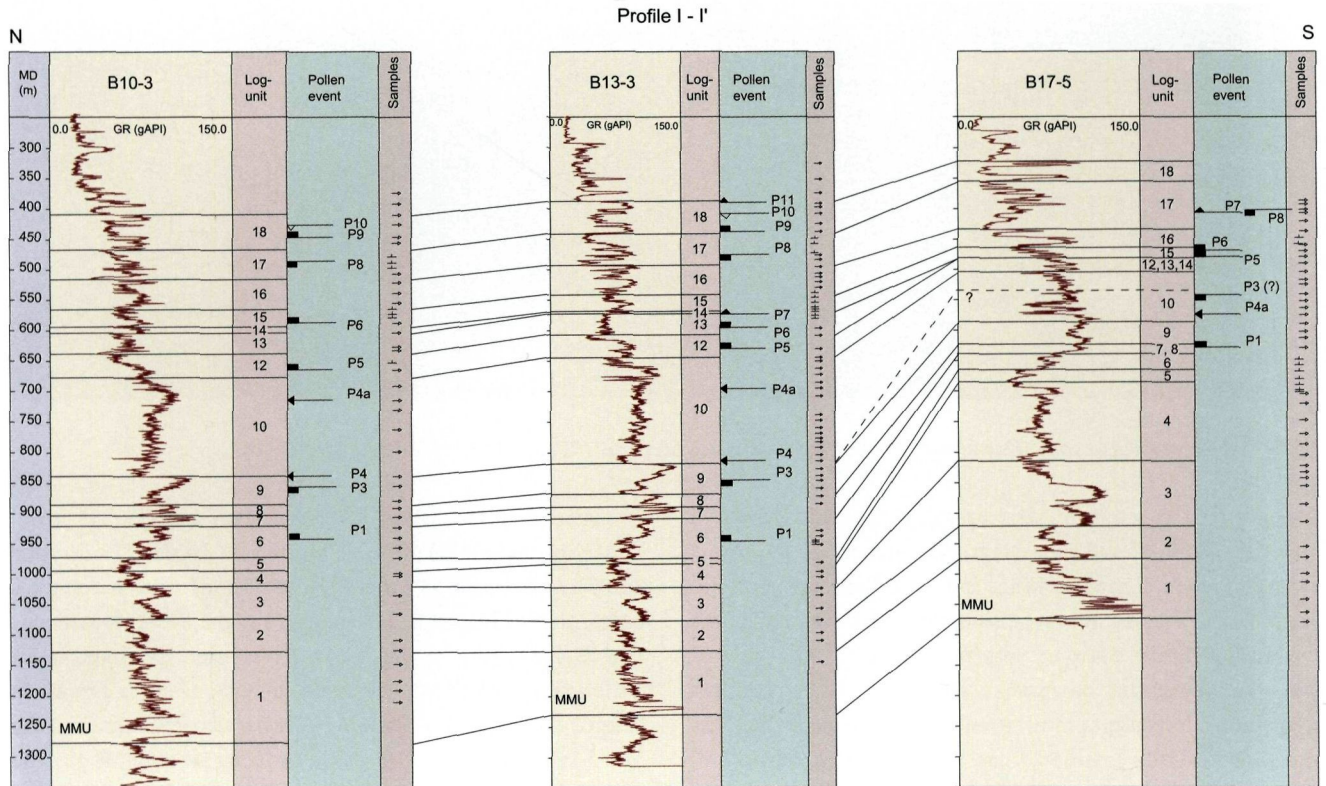 Profile I - I'
N
S
MD
(m)
B10-3
Log-
unit
Pollen
event
Samples
0.0
GR (gAPI)
150.0
300
350
400
450
500
550
600
650
700
750
800
850
900
950
1000
1050
1100
1150
1200
1250
1300
18
17
16
15
14
13
12
10
9
8
7
6
5
4
3
2
1
P10
P9
P8
P6
P5
P4a
P4
P3
P1
MMU
B13-3
Log-
unit
Pollen
event
Samples
0.0
GR (gAPI)
150.0
18
17
16
15
14
13
12
10
9
8
7
6
5
4
3
2
1
P11
P10
P9
P8
P7
P6
P5
P4a
P4
P3
P1
MMU
B17-5
Log-
unit
Pollen
event
Samples
0.0
GR (gAPI)
150.0
18
17
16
15
12,13,14
10
9
7, 8
6
5
4
3
2
1
P7
P8
P6
P5
P3 (?)
P4a
P1
?
MMU